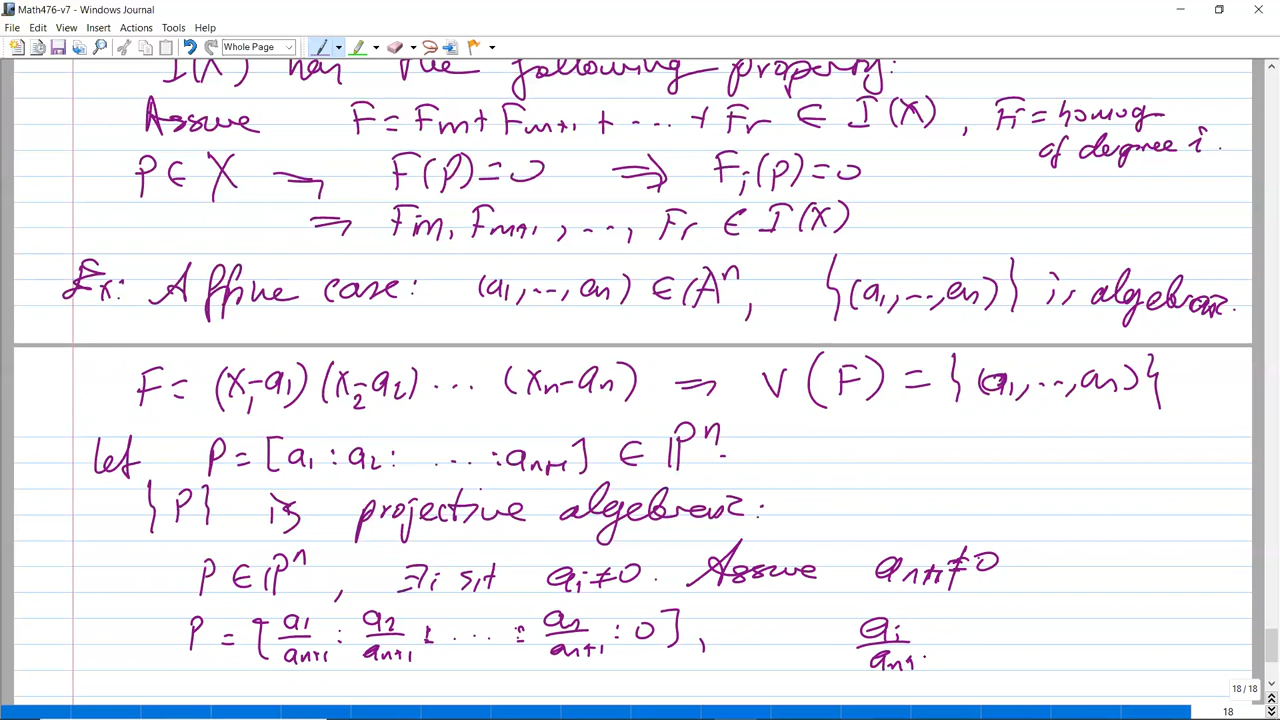 Math476-v7 - Windows Journal
File Edit View Insert Actions Tools Help
Whole Page
I(X) has the following property:
Assue F = Fm + Fm+1 + ... + Fr ∈ I(X), Fi = homog of degree i.
P ∈ X → F(P) = 0 ⇒ Fi(P) = 0
⇒ Fm, Fm+1, ..., Fr ∈ I(X)
Ex: Affine case: (a1, ..., an) ∈ 𝔸^n, {(a1, ..., an)} is algebraic.
F = (X1-a1)(X2-a2) ... (Xn-an) ⇒ V(F) = {(a1, ..., an)}
let P = [a1 : a2 : ... : an+1] ∈ ℙ^n.
{P} is projective algebraic:
P ∈ ℙ^n, ∃i s.t ai ≠ 0. Assue an+1 ≠ 0
P = [a1/an+1 : a2/an+1 : ... : an/an+1 : 0], ai/an+1
18 / 18
18